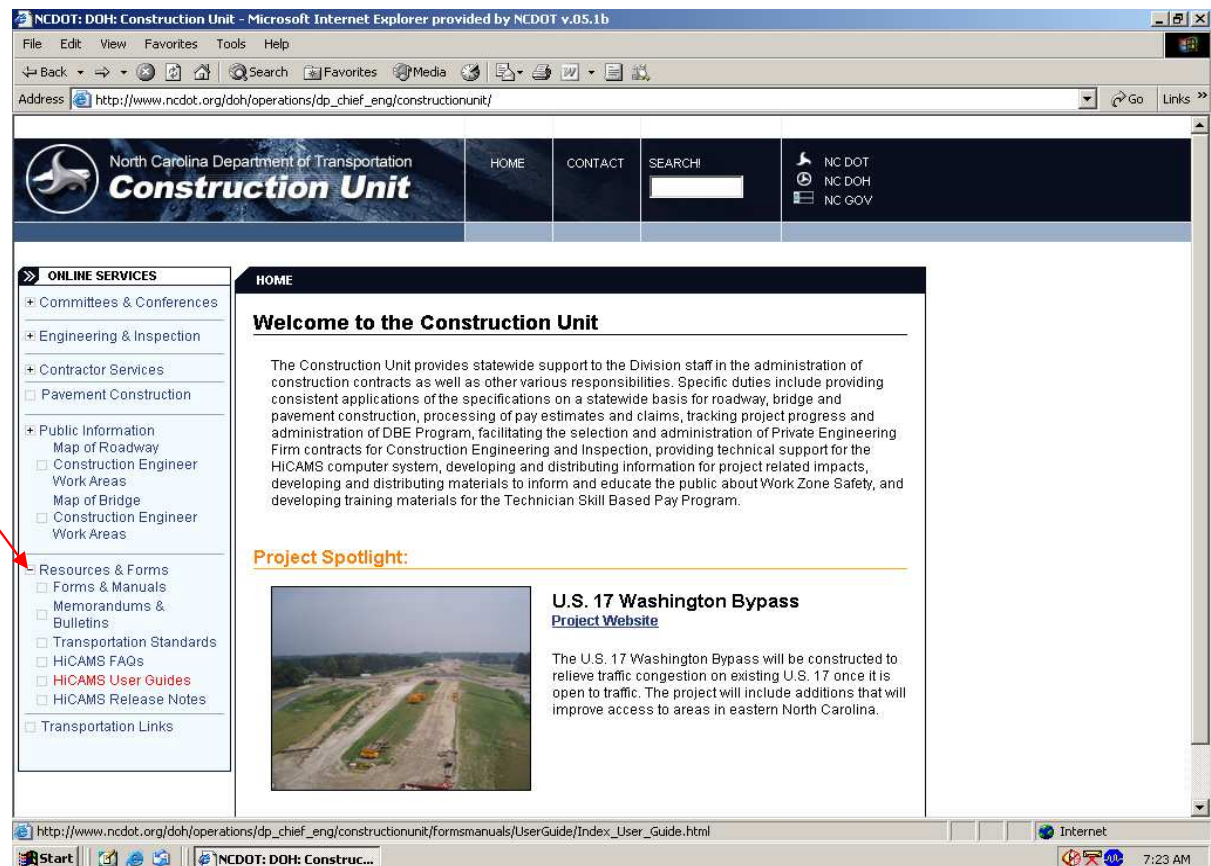 NCDOT: DOH: Construction Unit - Microsoft Internet Explorer provided by NCDOT v.05.1b
File Edit View Favorites Tools Help
Back Search Favorites Media
Address http://www.ncdot.org/doh/operations/dp_chief_eng/constructionunit/ Go Links »
North Carolina Department of Transportation
Construction Unit
HOME CONTACT SEARCH!
NC DOT
NC DOH
NC GOV
ONLINE SERVICES
Committees & Conferences
Engineering & Inspection
Contractor Services
Pavement Construction
Public Information
Map of Roadway
Construction Engineer
Work Areas
Map of Bridge
Construction Engineer
Work Areas
Resources & Forms
Forms & Manuals
Memorandums &
Bulletins
Transportation Standards
HiCAMS FAQs
HiCAMS User Guides
HiCAMS Release Notes
Transportation Links
HOME
Welcome to the Construction Unit
The Construction Unit provides statewide support to the Division staff in the administration of
construction contracts as well as other various responsibilities. Specific duties include providing
consistent applications of the specifications on a statewide basis for roadway, bridge and
pavement construction, processing of pay estimates and claims, tracking project progress and
administration of DBE Program, facilitating the selection and administration of Private Engineering
Firm contracts for Construction Engineering and Inspection, providing technical support for the
HiCAMS computer system, developing and distributing information for project related impacts,
developing and distributing materials to inform and educate the public about Work Zone Safety, and
developing training materials for the Technician Skill Based Pay Program.
Project Spotlight:
U.S. 17 Washington Bypass
Project Website
The U.S. 17 Washington Bypass will be constructed to
relieve traffic congestion on existing U.S. 17 once it is
open to traffic. The project will include additions that will
improve access to areas in eastern North Carolina.
http://www.ncdot.org/doh/operations/dp_chief_eng/constructionunit/formsmanuals/UserGuide/Index_User_Guide.html Internet
Start NCDOT: DOH: Construc... 7:23 AM